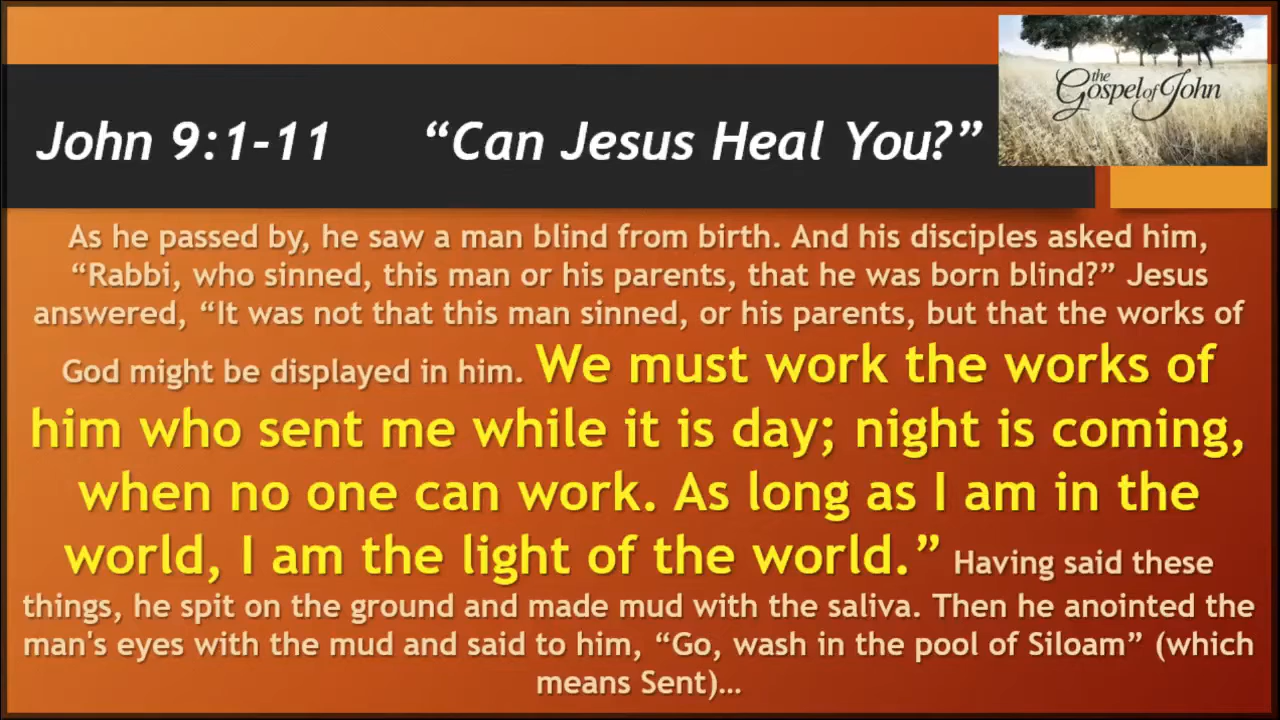 the
Gospel of John
John 9:1-11 “Can Jesus Heal You?”
As he passed by, he saw a man blind from birth. And his disciples asked him,
“Rabbi, who sinned, this man or his parents, that he was born blind?” Jesus
answered, “It was not that this man sinned, or his parents, but that the works of
God might be displayed in him. We must work the works of
him who sent me while it is day; night is coming,
when no one can work. As long as I am in the
world, I am the light of the world.” Having said these
things, he spit on the ground and made mud with the saliva. Then he anointed the
man's eyes with the mud and said to him, “Go, wash in the pool of Siloam” (which
means Sent)…